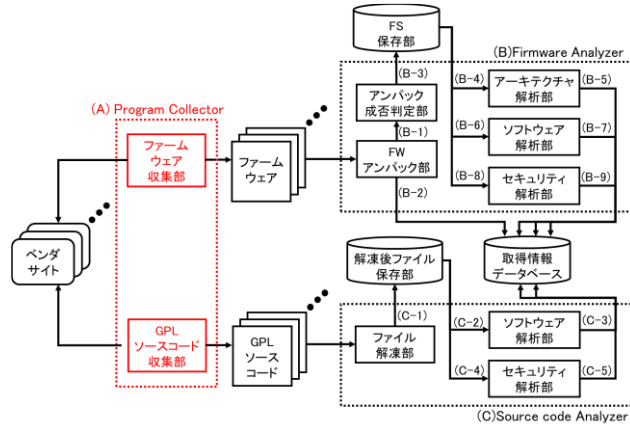 FS
保存部
(B)Firmware Analyzer
(B-3)
(B-4)
アーキテクチャ
解析部
(B-5)
(A) Program Collector
アンパック
成否判定部
ファーム
ウェア
収集部
ファーム
ウェア
(B-1)
(B-6)
ソフトウェア
解析部
(B-7)
FW
アンパック部
(B-2)
(B-8)
セキュリティ
解析部
(B-9)
ベンダ
サイト
解凍後ファイル
保存部
取得情報
データベース
GPL
ソースコード
収集部
GPL
ソース
コード
(C-1)
ファイル
解凍部
(C-2)
ソフトウェア
解析部
(C-3)
(C-4)
セキュリティ
解析部
(C-5)
(C)Source code Analyzer